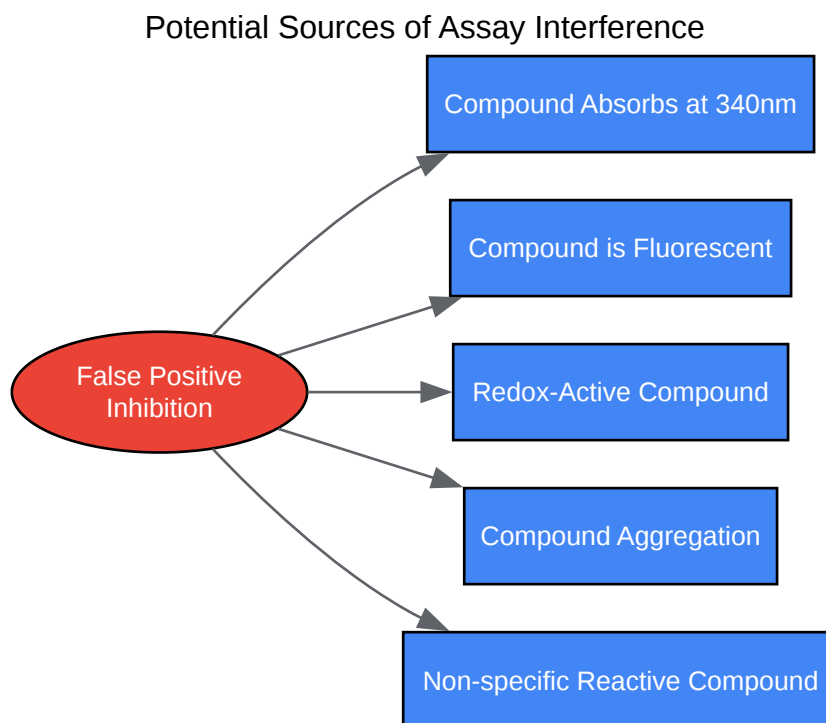 Potential Sources of Assay Interference
Compound Absorbs at 340nm
Compound is Fluorescent
False Positive
Inhibition
Redox-Active Compound
Compound Aggregation
Non-specific Reactive Compound